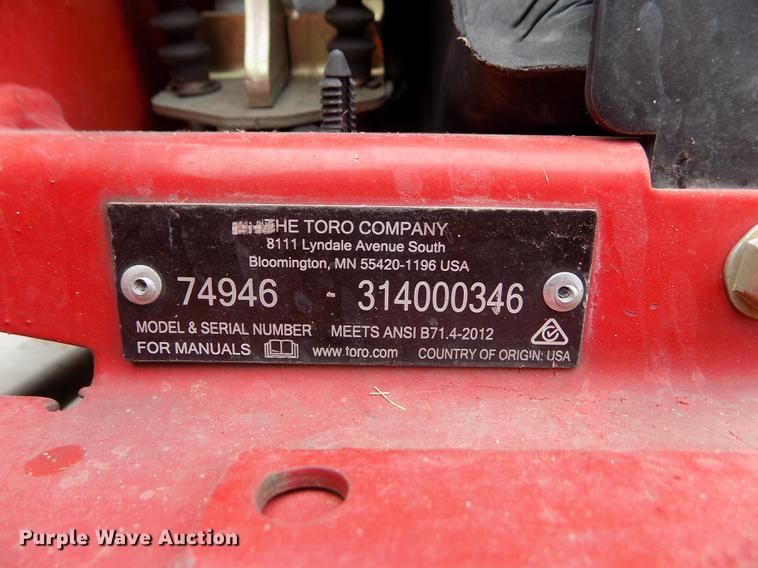 THE TORO COMPANY
8111 Lyndale Avenue South
Bloomington, MN 55420-1196 USA
74946 - 314000346
MODEL & SERIAL NUMBER MEETS ANSI B71.4-2012
FOR MANUALS www.toro.com COUNTRY OF ORIGIN: USA
Purple Wave Auction